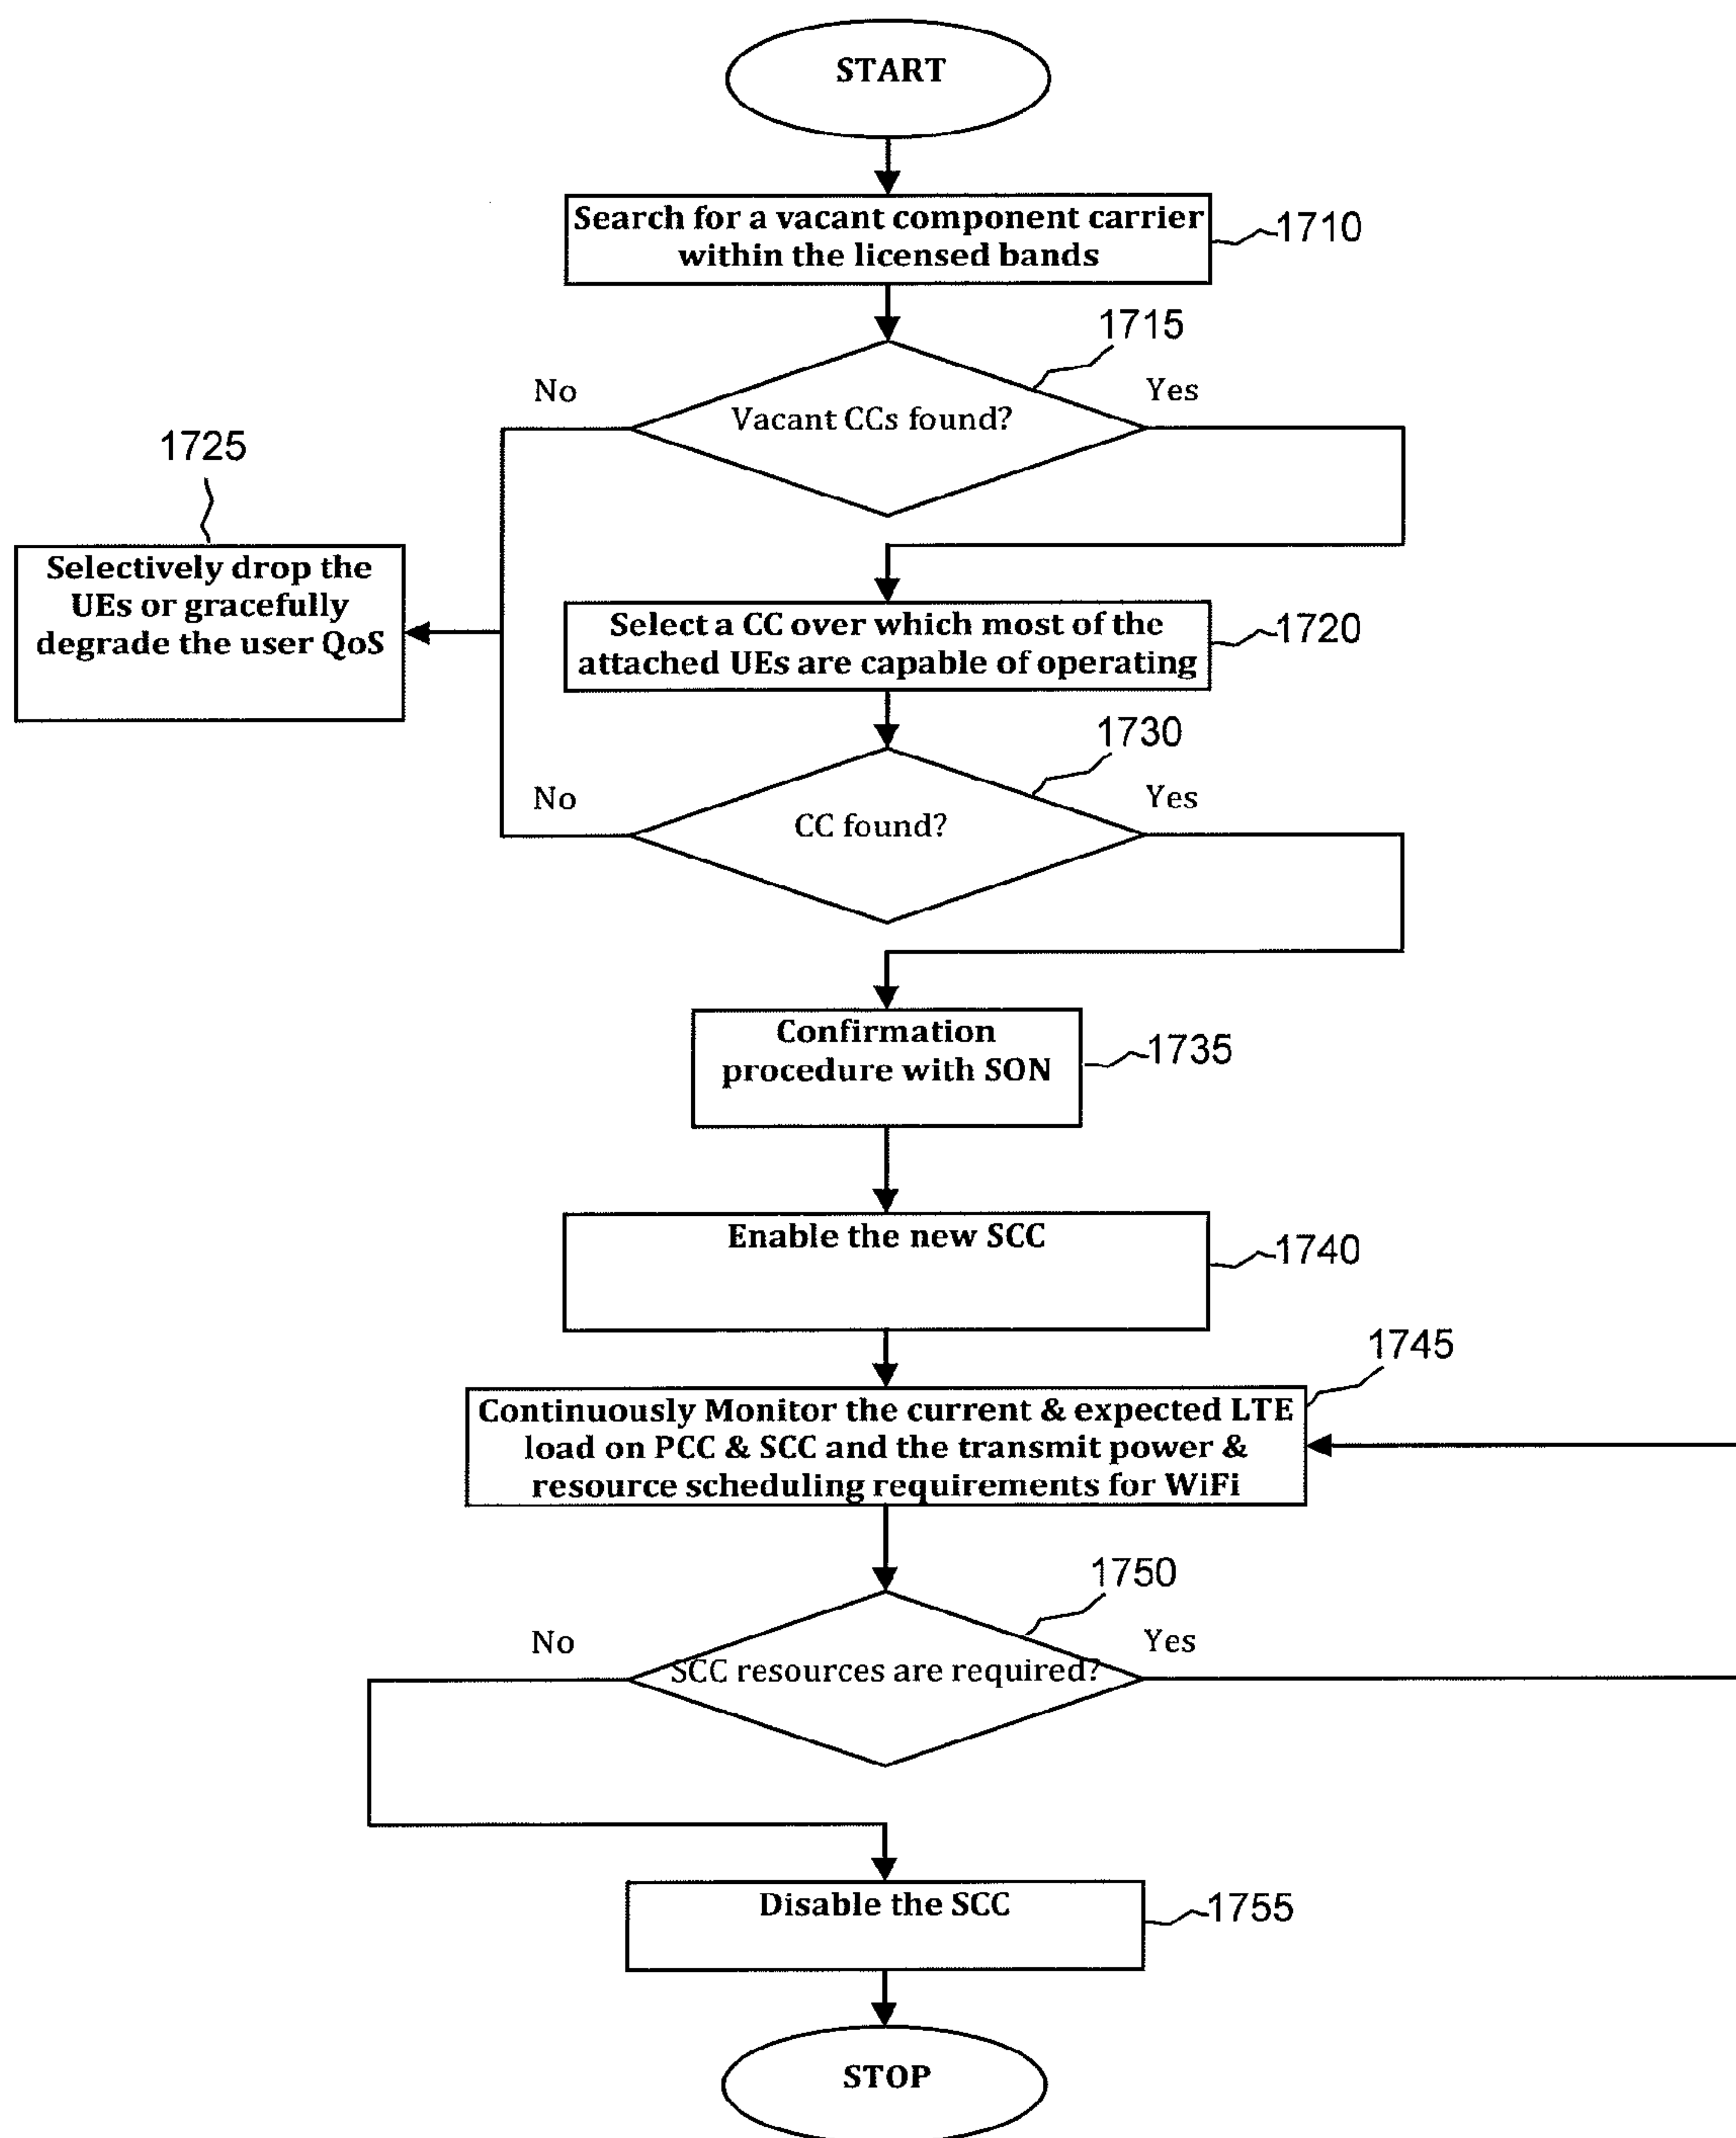 START
Search for a vacant component carrier
within the licensed bands
1710
1715
No
Yes
Vacant CCs found?
1725
Selectively drop the
UEs or gracefully
degrade the user QoS
Select a CC over which most of the
attached UEs are capable of operating
1720
1730
No
Yes
CC found?
Confirmation
procedure with SON
1735
Enable the new SCC
1740
1745
Continuously Monitor the current & expected LTE
load on PCC & SCC and the transmit power &
resource scheduling requirements for WiFi
1750
No
Yes
SCC resources are required?
Disable the SCC
1755
STOP